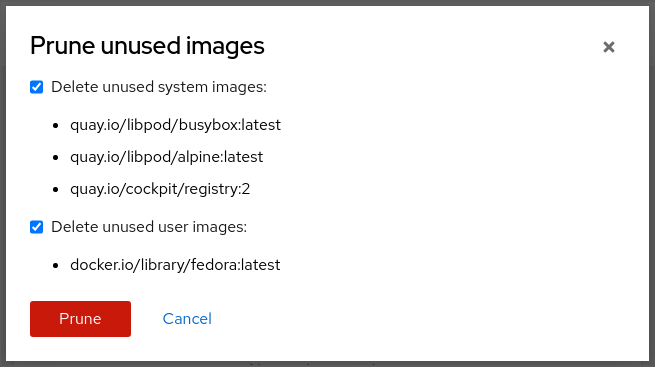 Prune unused images
Delete unused system images:
quay.io/libpod/busybox:latest
quay.io/libpod/alpine:latest
quay.io/cockpit/registry:2
Delete unused user images:
docker.io/library/fedora:latest
Prune Cancel